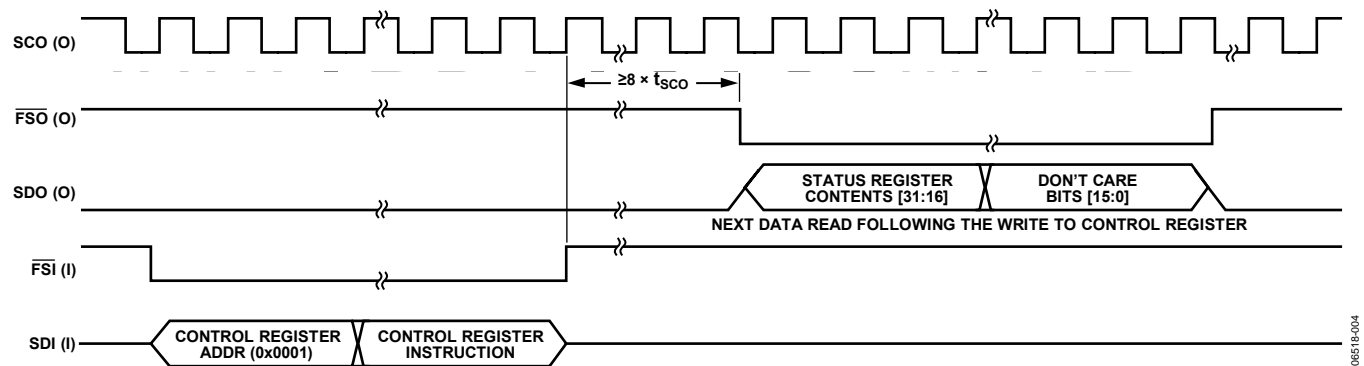 SCO (O)
≥8 × tSCO
FSO (O)
SDO (O)
STATUS REGISTER
CONTENTS [31:16]
DON'T CARE
BITS [15:0]
NEXT DATA READ FOLLOWING THE WRITE TO CONTROL REGISTER
FSI (I)
SDI (I)
CONTROL REGISTER
ADDR (0x0001)
CONTROL REGISTER
INSTRUCTION
06518-004